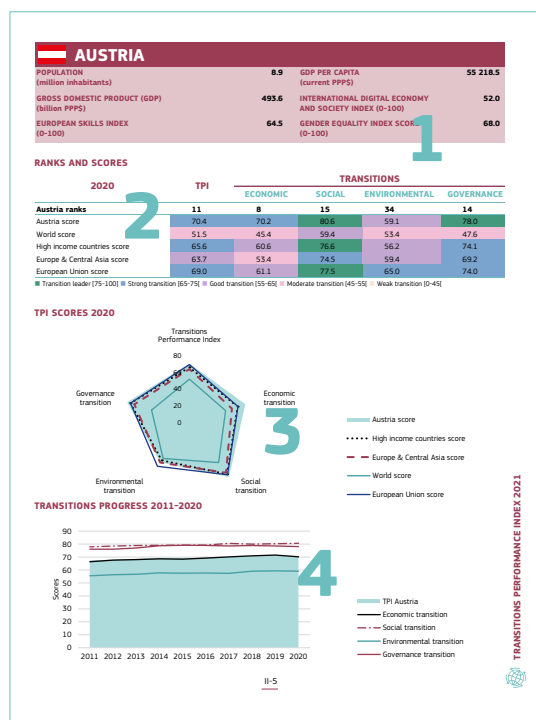 AUSTRIA
POPULATION
(million inhabitants)
8.9
GDP PER CAPITA
(current PPP$)
55 218.5
GROSS DOMESTIC PRODUCT (GDP)
(billion PPP$)
493.6
INTERNATIONAL DIGITAL ECONOMY
AND SOCIETY INDEX (0-100)
52.0
EUROPEAN SKILLS INDEX
(0-100)
64.5
GENDER EQUALITY INDEX SCORE
(0-100)
68.0
1
RANKS AND SCORES
2020 TPI TRANSITIONS
ECONOMIC SOCIAL ENVIRONMENTAL GOVERNANCE
Austria ranks 11 8 15 34 14
Austria score 70.4 70.2 80.6 59.1 78.0
World score 51.5 45.4 59.4 53.4 47.6
High income countries score 65.6 60.6 76.6 56.2 74.1
Europe & Central Asia score 63.7 53.4 74.5 59.4 69.2
European Union score 69.0 61.1 77.5 65.0 74.0
2
Transition leader [75-100] Strong transition [65-75[ Good transition [55-65[ Moderate transition [45-55[ Weak transition [0-45[
TPI SCORES 2020
Transitions
Performance Index
80
60
40
20
0
Governance
transition
Economic
transition
Environmental
transition
Social
transition
3
Austria score
High income countries score
Europe & Central Asia score
World score
European Union score
TRANSITIONS PROGRESS 2011-2020
Scores
90
80
70
60
50
40
30
20
10
0
2011 2012 2013 2014 2015 2016 2017 2018 2019 2020
4
TPI Austria
Economic transition
Social transition
Environmental transition
Governance transition
TRANSITIONS PERFORMANCE INDEX 2021
II-5